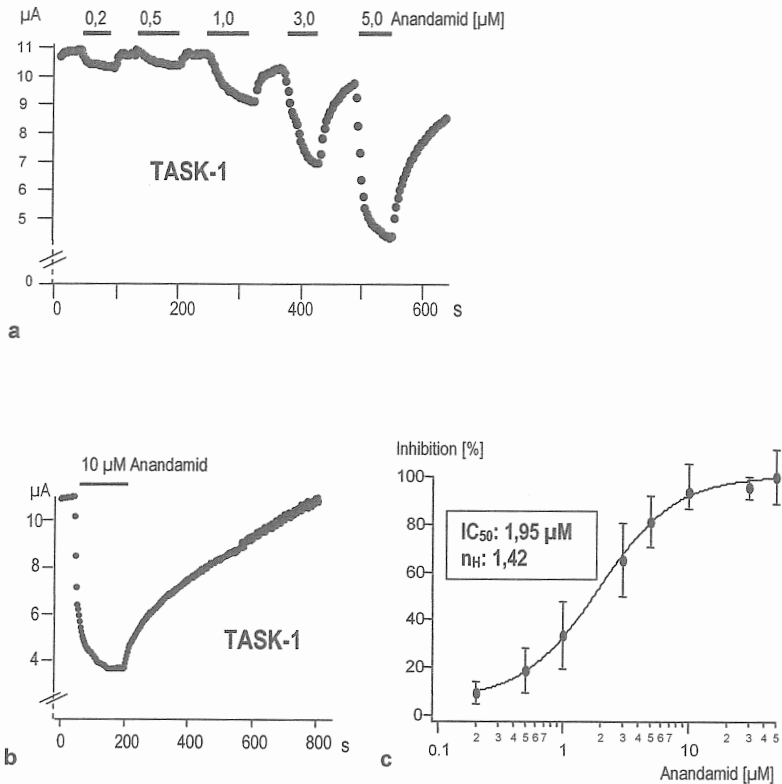 µA
0,2 0,5 1,0 3,0 5,0 Anandamid [µM]
11
10
9
8
7
6
5
0
TASK-1
0 200 400 600 s
a
10 µM Anandamid
µA
10
8
6
4
TASK-1
0 200 400 600 800 s
b
Inhibition [%]
100
80
60
40
20
0
IC50: 1,95 µM
nH: 1,42
2 3 4 5 6 7 2 3 4 5 6 7 2 3 4 5
0.1 1 10
Anandamid [µM]
c